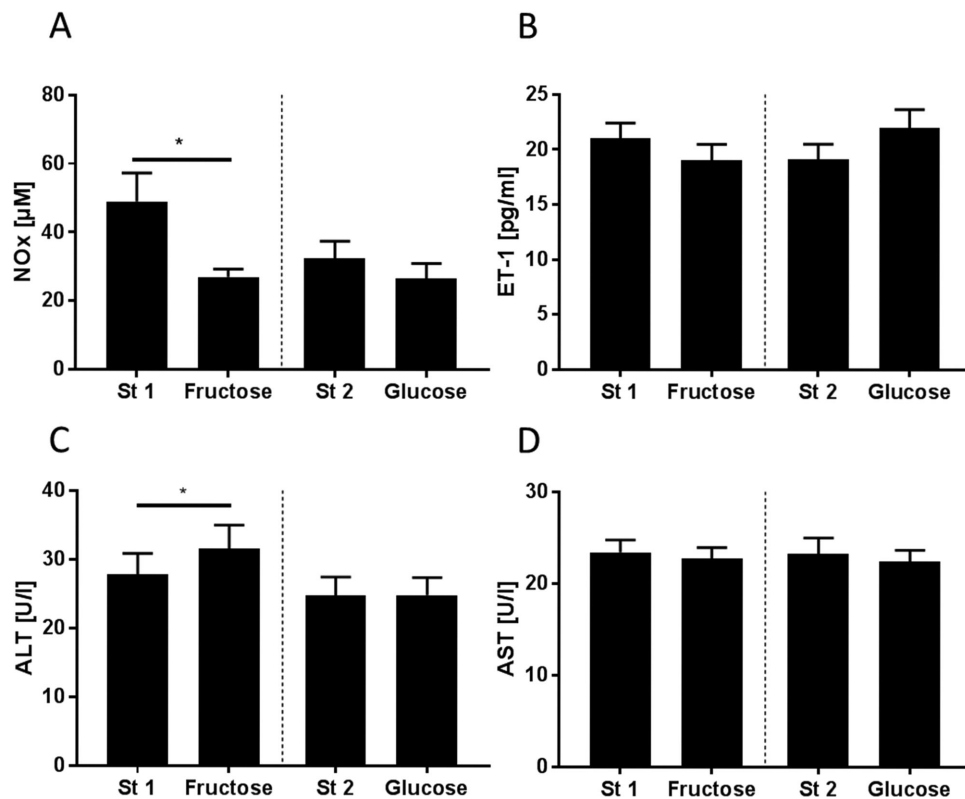 A
NOx [µM]
80
60
40
20
0
*
St 1 Fructose St 2 Glucose
B
ET-1 [pg/ml]
25
20
15
10
5
0
St 1 Fructose St 2 Glucose
C
ALT [U/l]
40
30
20
10
0
*
St 1 Fructose St 2 Glucose
D
AST [U/l]
30
20
10
0
St 1 Fructose St 2 Glucose